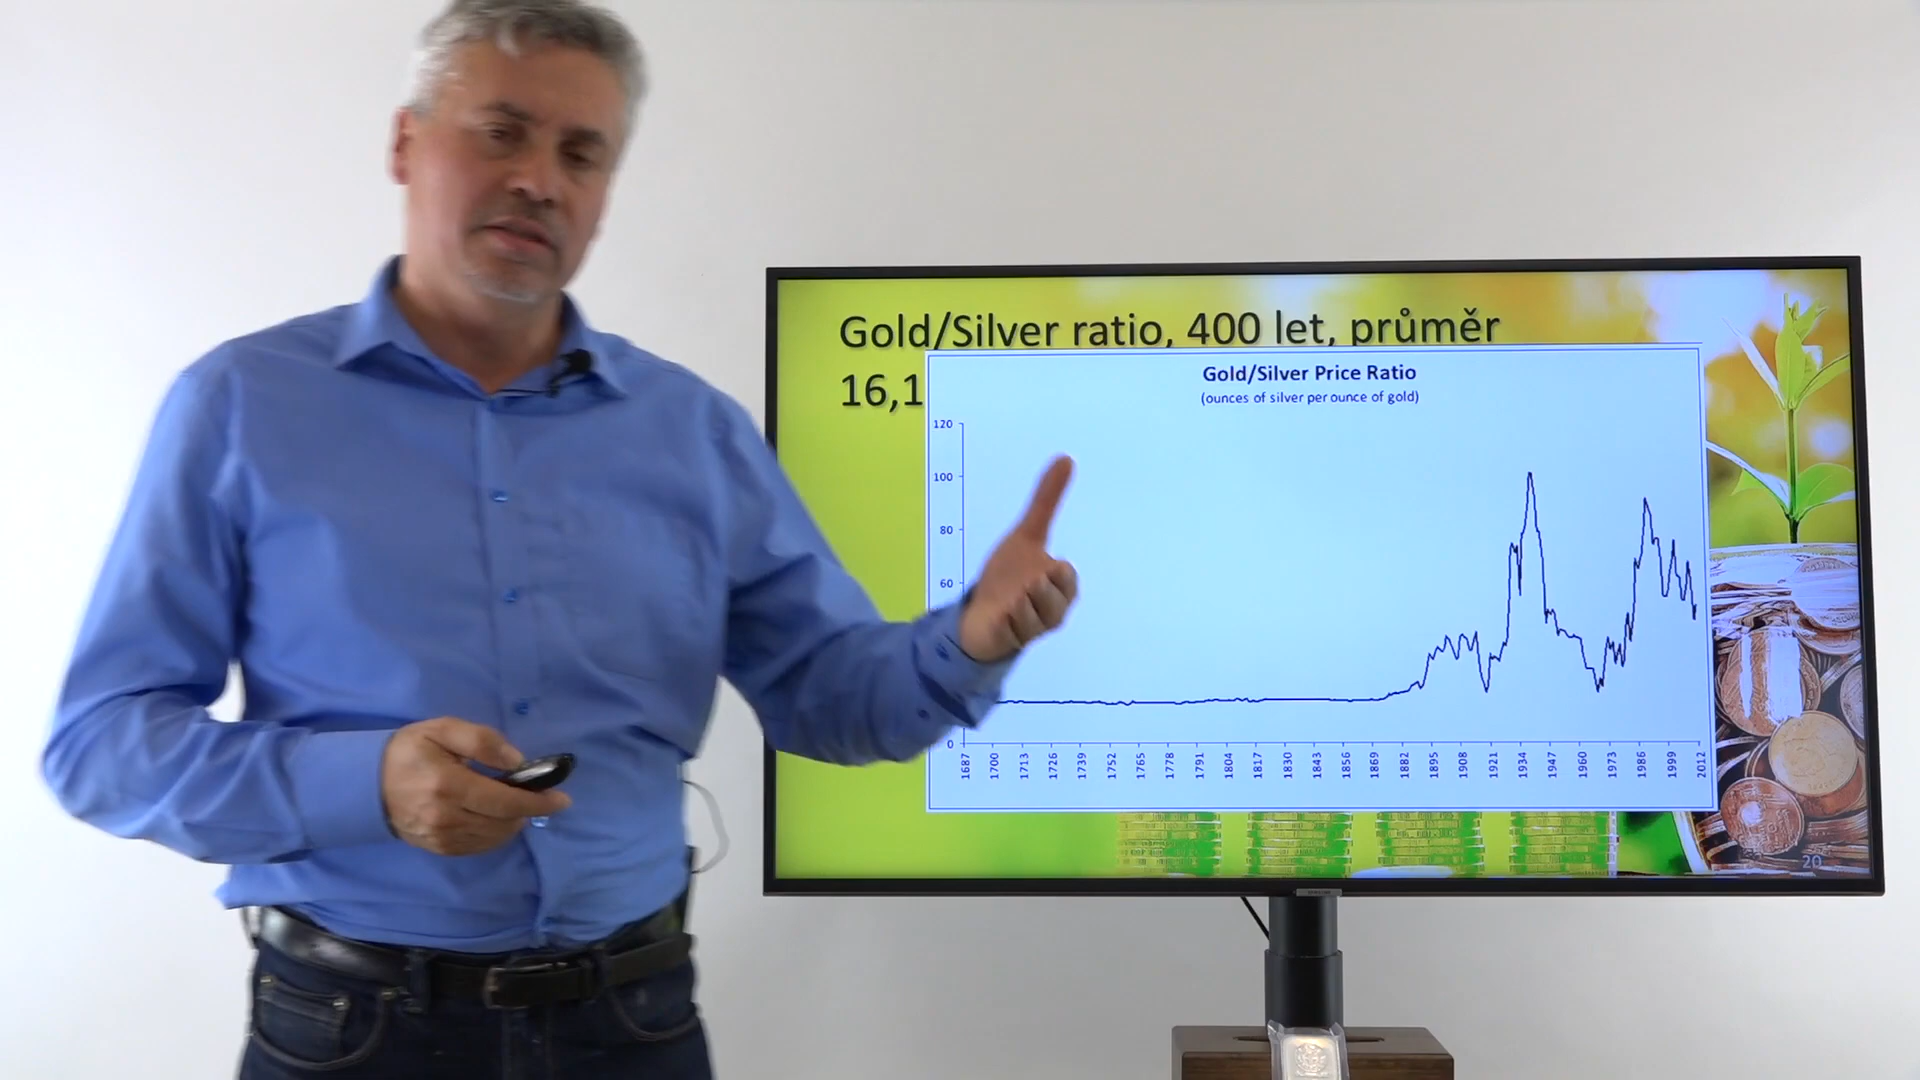 Gold/Silver ratio, 400 let, průměr
16,1
Gold/Silver Price Ratio
(ounces of silver per ounce of gold)
120
100
80
60
0
1687 1700 1713 1726 1739 1752 1765 1778 1791 1804 1817 1830 1843 1856 1869 1882 1895 1908 1921 1934 1947 1960 1973 1986 1999 2012
20